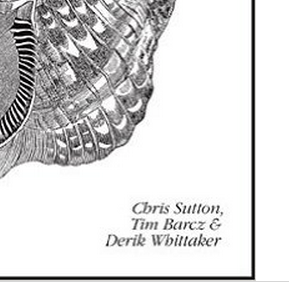 Chris Sutton,
Tim Barcz &
Derik Whittaker